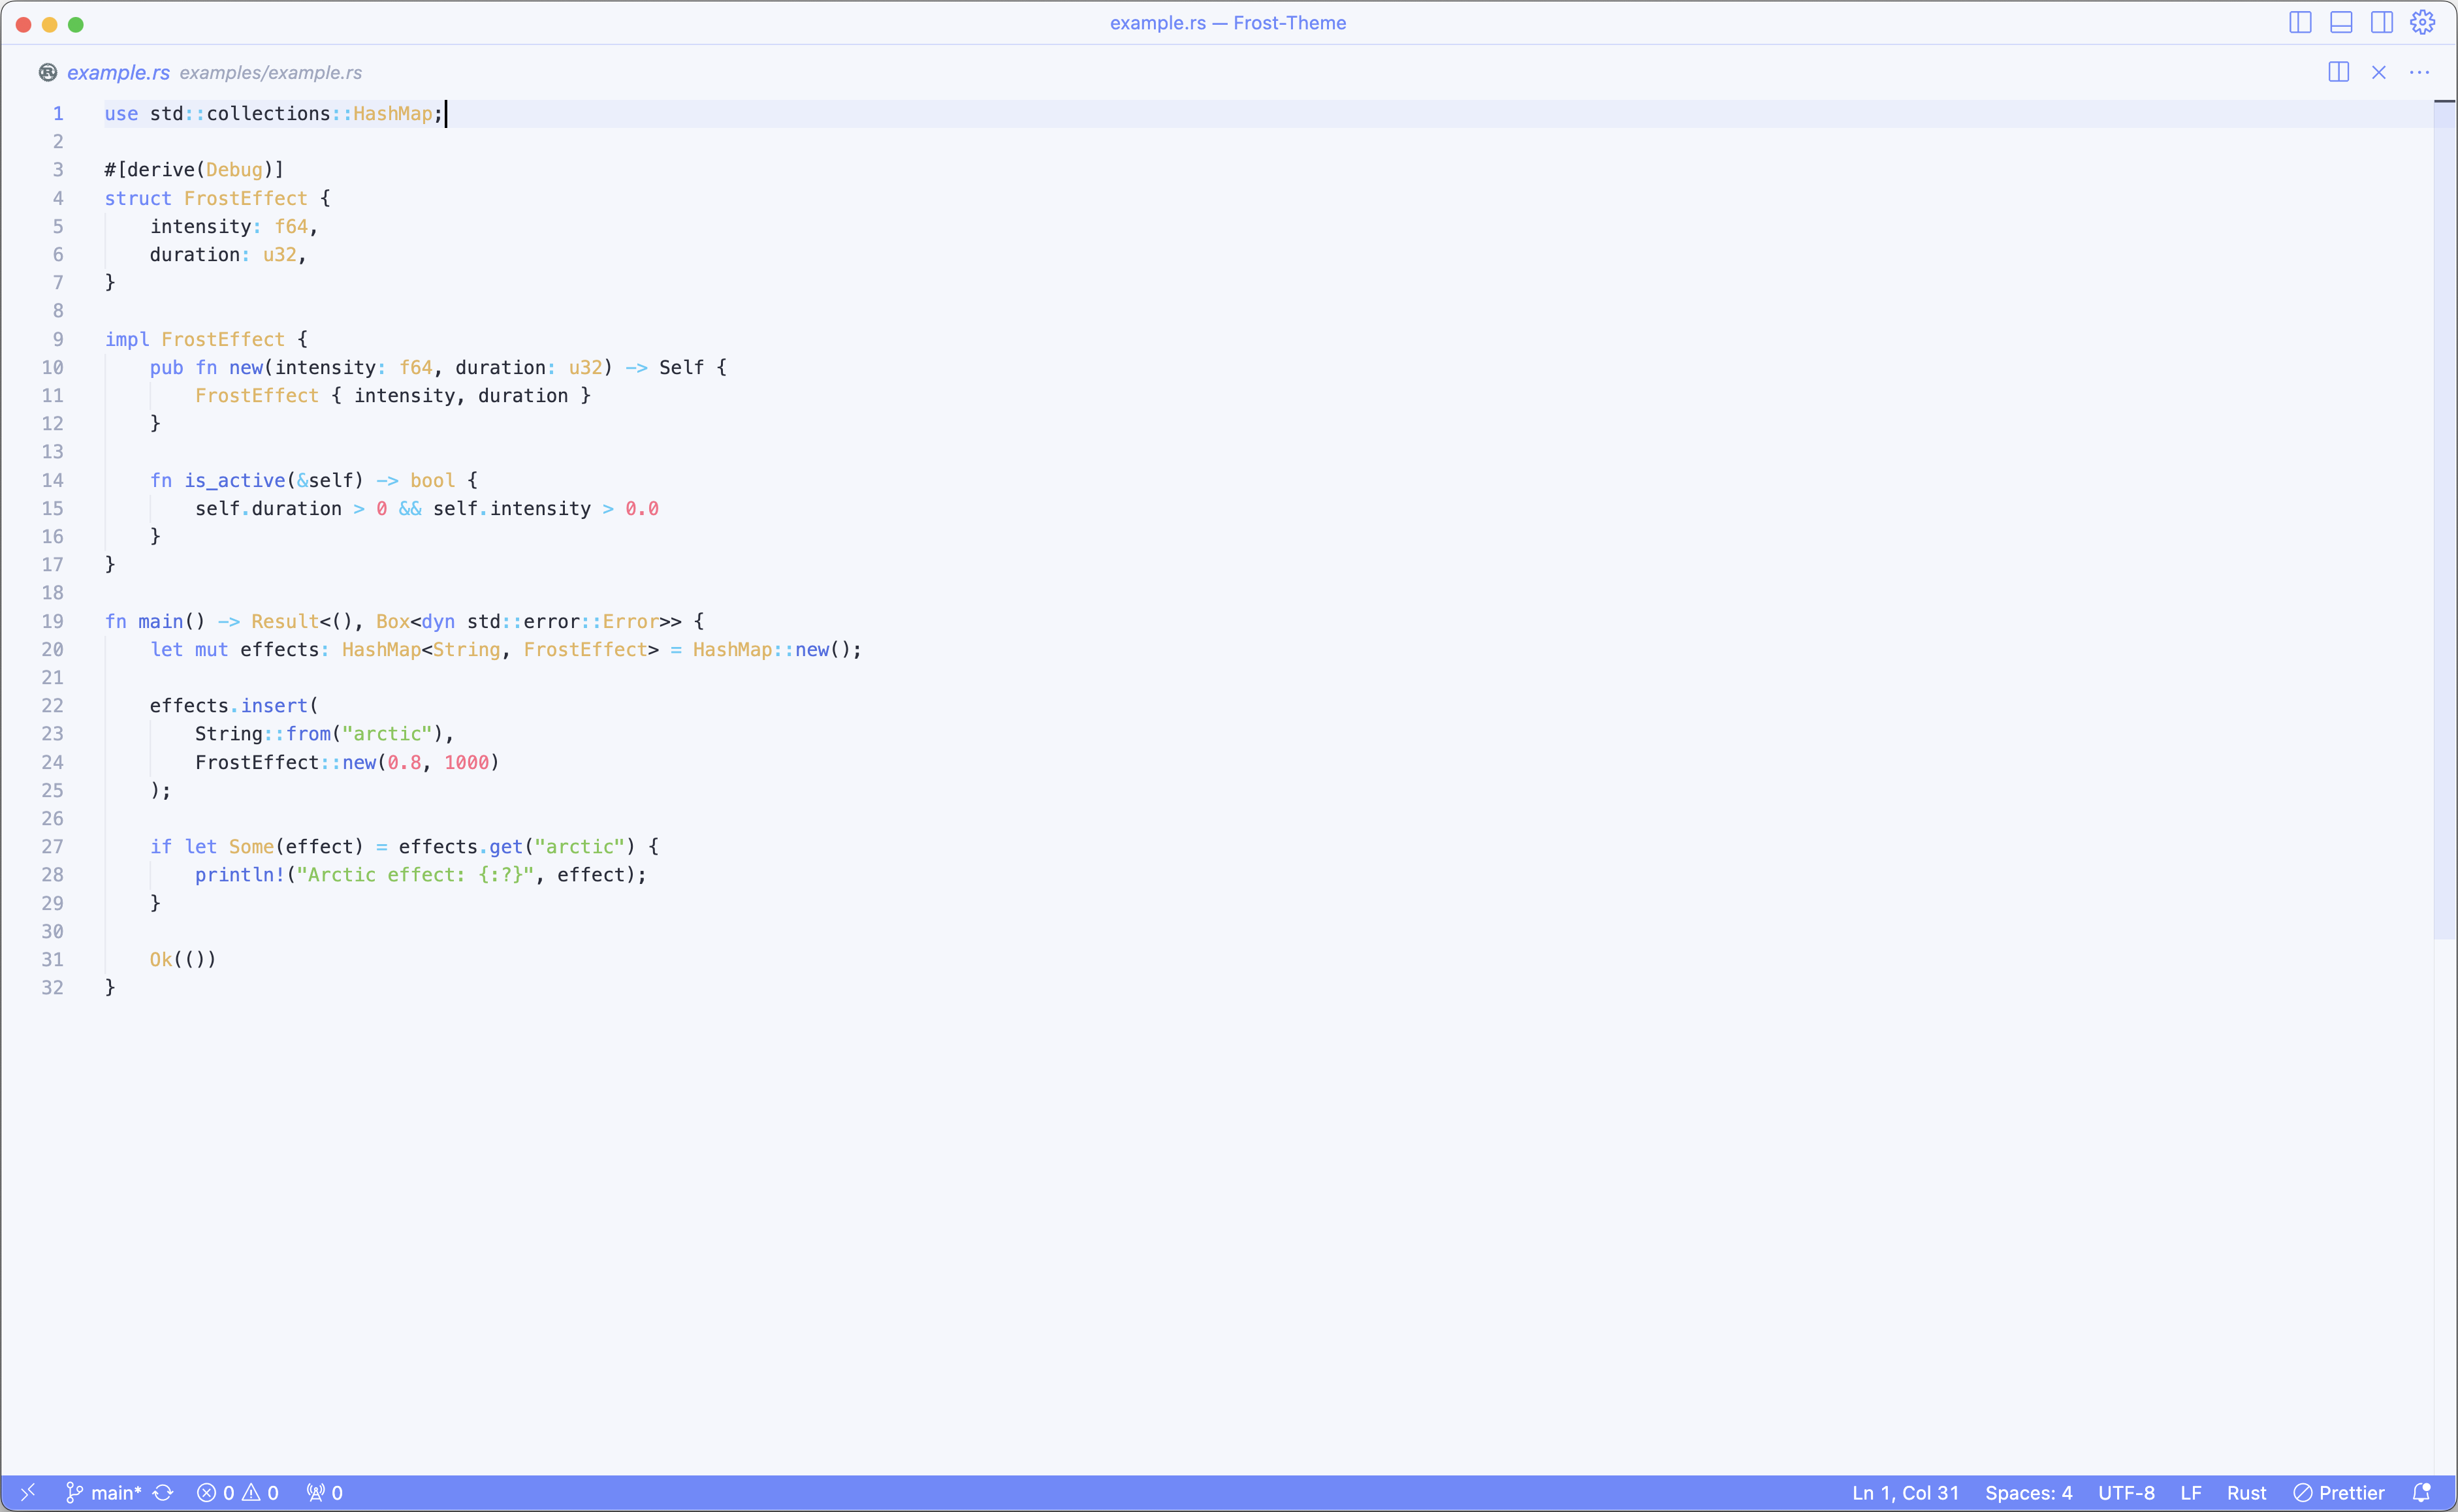 example.rs — Frost-Theme
example.rs examples/example.rs
1 use std::collections::HashMap;
2
3 #[derive(Debug)]
4 struct FrostEffect {
5     intensity: f64,
6     duration: u32,
7 }
8
9 impl FrostEffect {
10     pub fn new(intensity: f64, duration: u32) -> Self {
11         FrostEffect { intensity, duration }
12     }
13
14     fn is_active(&self) -> bool {
15         self.duration > 0 && self.intensity > 0.0
16     }
17 }
18
19 fn main() -> Result<(), Box<dyn std::error::Error>> {
20     let mut effects: HashMap<String, FrostEffect> = HashMap::new();
21
22     effects.insert(
23         String::from("arctic"),
24         FrostEffect::new(0.8, 1000)
25     );
26
27     if let Some(effect) = effects.get("arctic") {
28         println!("Arctic effect: {:?}", effect);
29     }
30
31     Ok(())
32 }
main* 0 0 0 Ln 1, Col 31 Spaces: 4 UTF-8 LF Rust Prettier